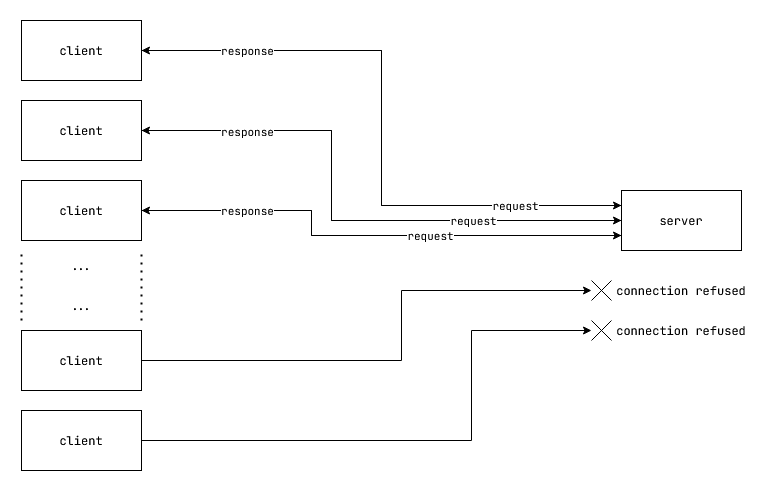 client
response
client
response
client
response
request
request
request
server
...
...
connection refused
connection refused
client
client